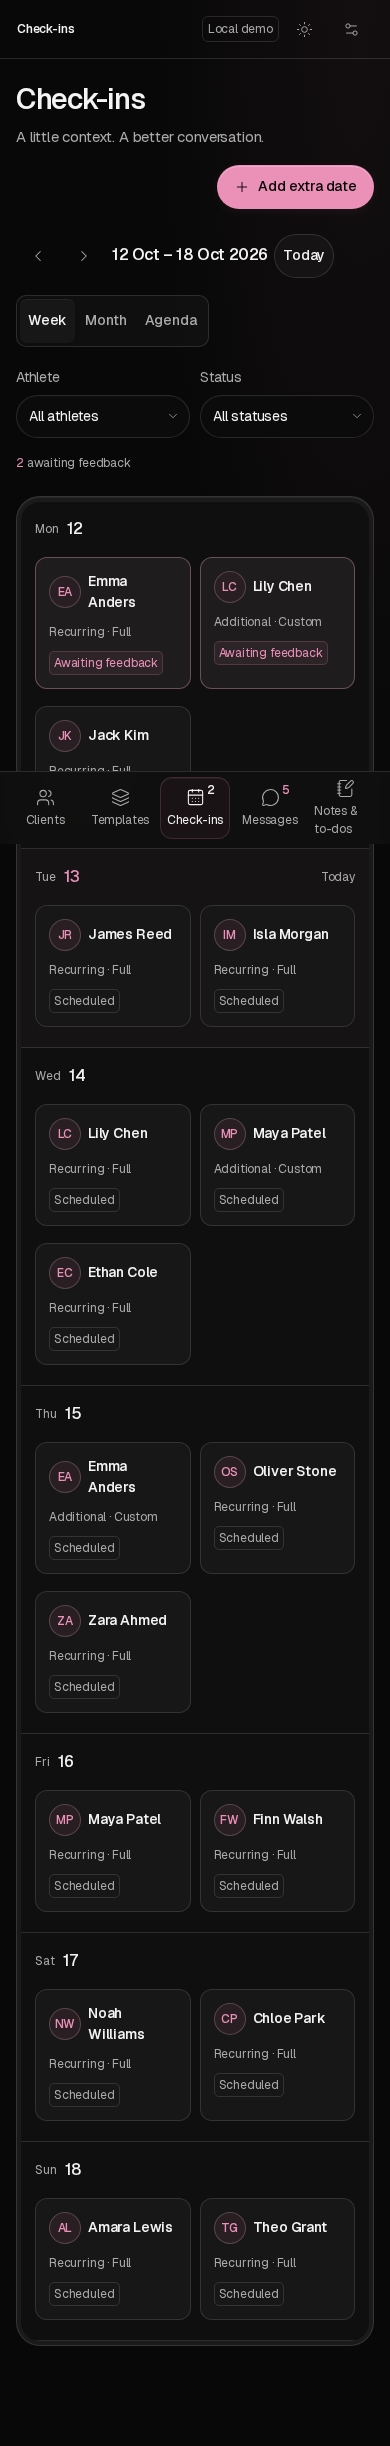 Check-ins
Local demo
Check-ins
A little context. A better conversation.
Add extra date
12 Oct – 18 Oct 2026
Today
Week
Month
Agenda
Athlete
Status
All athletes
All statuses
2 awaiting feedback
Mon 12
EA
Emma
Anders
Recurring · Full
Awaiting feedback
LC
Lily Chen
Additional · Custom
Awaiting feedback
JK
Jack Kim
Recurring · Full
Clients
Templates
2
Check-ins
5
Messages
Notes &
to-dos
Tue 13
Today
JR
James Reed
Recurring · Full
Scheduled
IM
Isla Morgan
Recurring · Full
Scheduled
Wed 14
LC
Lily Chen
Recurring · Full
Scheduled
MP
Maya Patel
Additional · Custom
Scheduled
EC
Ethan Cole
Recurring · Full
Scheduled
Thu 15
EA
Emma
Anders
Additional · Custom
Scheduled
OS
Oliver Stone
Recurring · Full
Scheduled
ZA
Zara Ahmed
Recurring · Full
Scheduled
Fri 16
MP
Maya Patel
Recurring · Full
Scheduled
FW
Finn Walsh
Recurring · Full
Scheduled
Sat 17
NW
Noah
Williams
Recurring · Full
Scheduled
CP
Chloe Park
Recurring · Full
Scheduled
Sun 18
AL
Amara Lewis
Recurring · Full
Scheduled
TG
Theo Grant
Recurring · Full
Scheduled